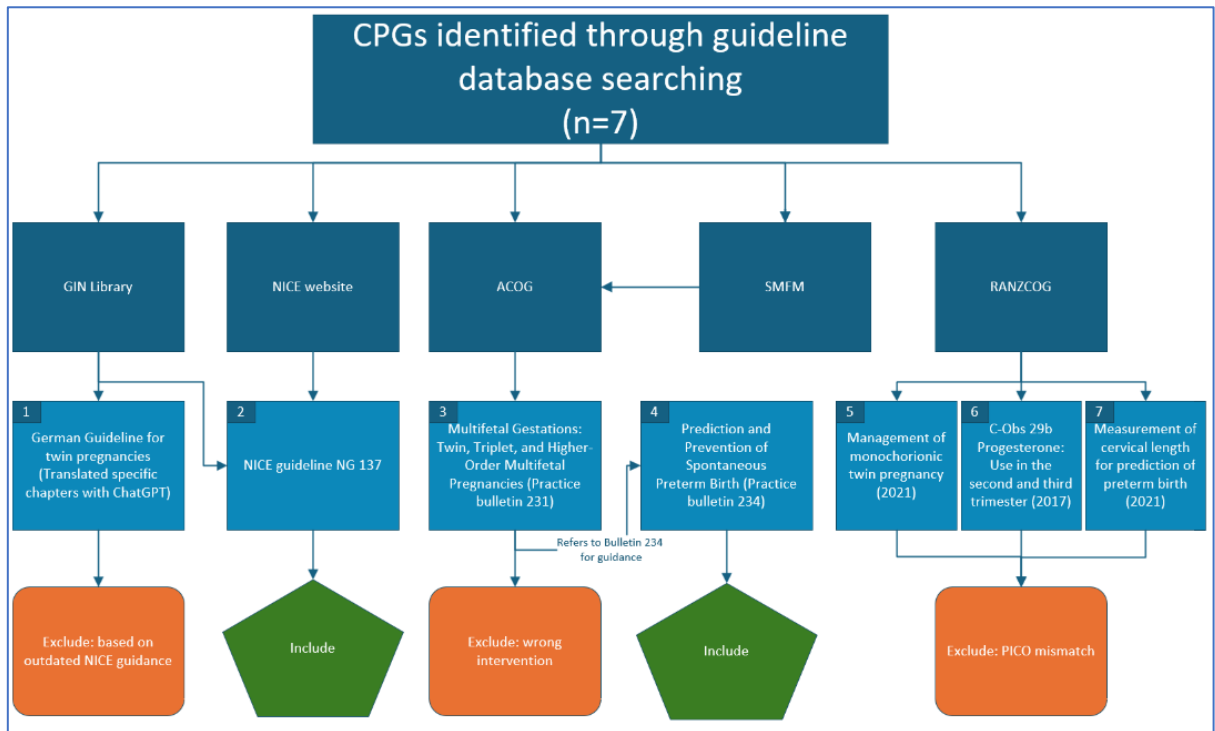 CPGs identified through guideline
database searching
(n=7)
GIN Library
NICE website
ACOG
SMFM
RANZCOG
1
German Guideline for
twin pregnancies
(Translated specific
chapters with ChatGPT)
2
NICE guideline NG 137
3
Multifetal Gestations:
Twin, Triplet, and Higher-
Order Multifetal
Pregnancies (Practice
bulletin 231)
4
Prediction and
Prevention of
Spontaneous
Preterm Birth (Practice
bulletin 234)
5
Management of
monochorionic
twin pregnancy
(2021)
6
C-Obs 29b
Progesterone:
Use in the
second and third
trimester (2017)
7
Measurement of
cervical length
for prediction of
preterm birth
(2021)
Refers to Bulletin 234
for guidance
Exclude: based on
outdated NICE guidance
Include
Exclude: wrong
intervention
Include
Exclude: PICO mismatch